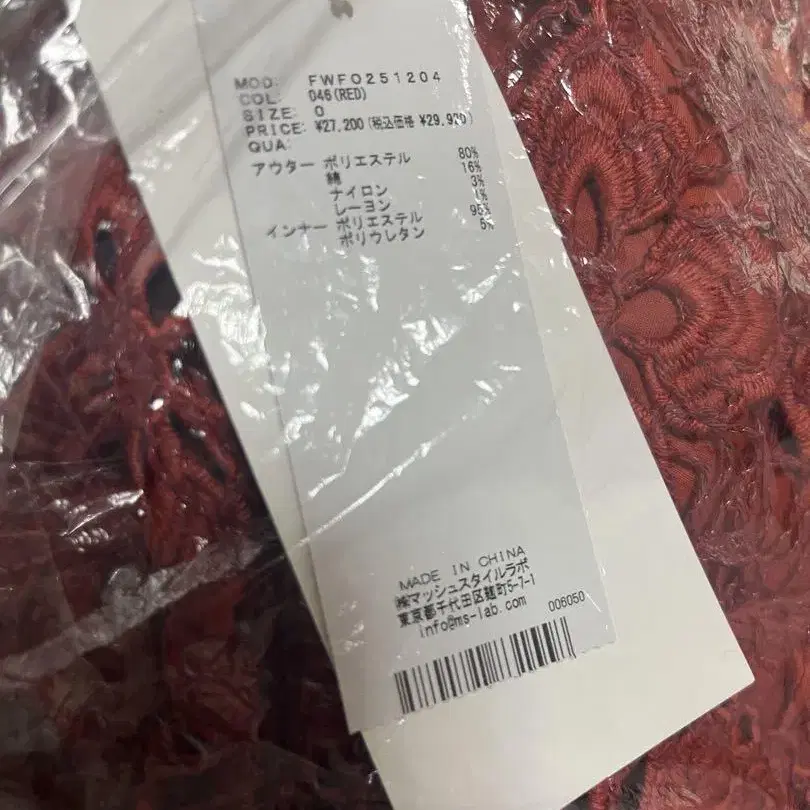 MOD: FWFO251204
COL: 046(RED)
SIZE: 0
PRICE: ¥27,200(税込価格 ¥29,920)
QUA:
アウター ポリエステル 80%
綿 16%
ナイロン 3%
レーヨン 1%
インナー ポリエステル 95%
ポリウレタン 5%
MADE IN CHINA
㈱マッシュスタイルラボ
東京都千代田区麹町5-7-1
info@ms-lab.com
006050